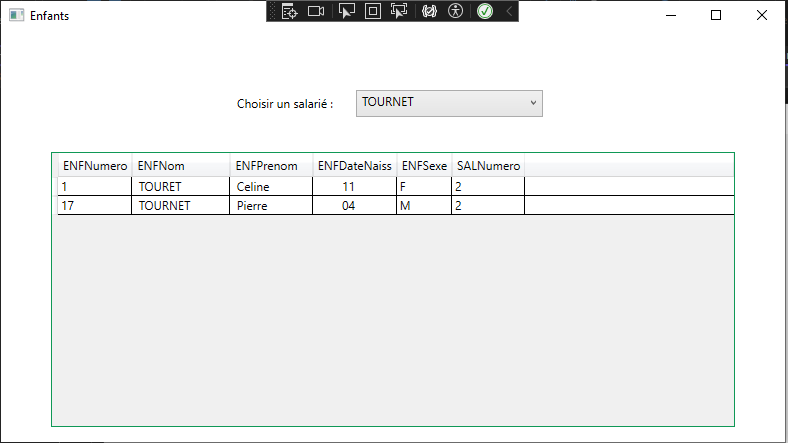 Enfants
Choisir un salarié : TOURNET
ENFNumero ENFNom ENFPrenom ENFDateNaiss ENFSexe SALNumero
1 TOURET Celine 11 F 2
17 TOURNET Pierre 04 M 2